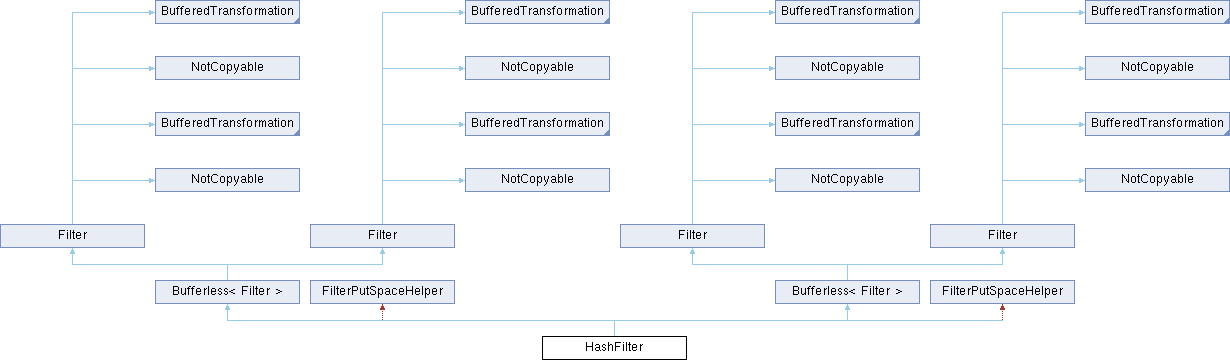 BufferedTransformation BufferedTransformation BufferedTransformation BufferedTransformation
NotCopyable NotCopyable NotCopyable NotCopyable
BufferedTransformation BufferedTransformation BufferedTransformation BufferedTransformation
NotCopyable NotCopyable NotCopyable NotCopyable
Filter Filter Filter Filter
Bufferless< Filter > FilterPutSpaceHelper Bufferless< Filter > FilterPutSpaceHelper
HashFilter